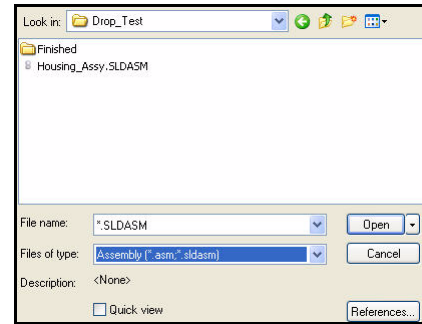 Look in: Drop_Test
Finished
Housing_Assy.SLDASM
File name: *.SLDASM Open
Files of type: Assembly (*.asm;*.sldasm) Cancel
Description: <None>
Quick view References...